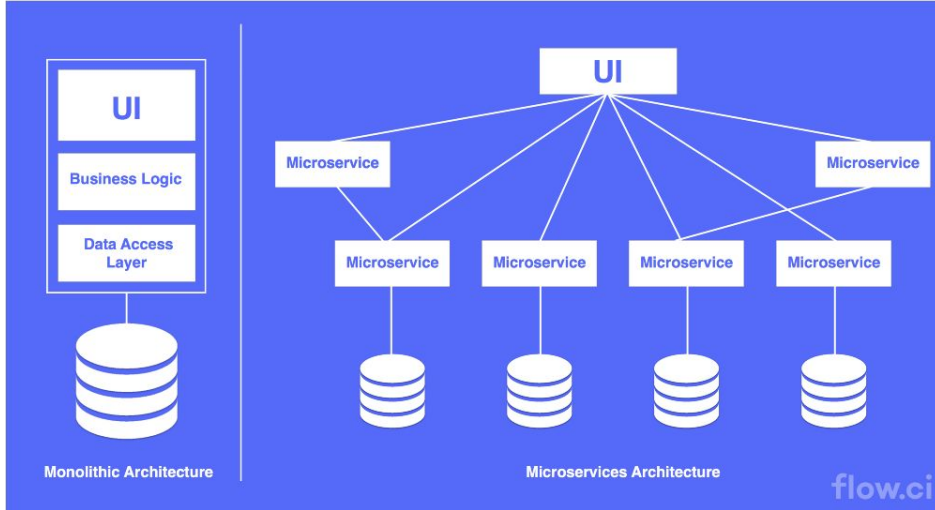 UI
Business Logic
Data Access
Layer
Monolithic Architecture
UI
Microservice
Microservice
Microservice
Microservice
Microservice
Microservice
Microservices Architecture
flow.ci